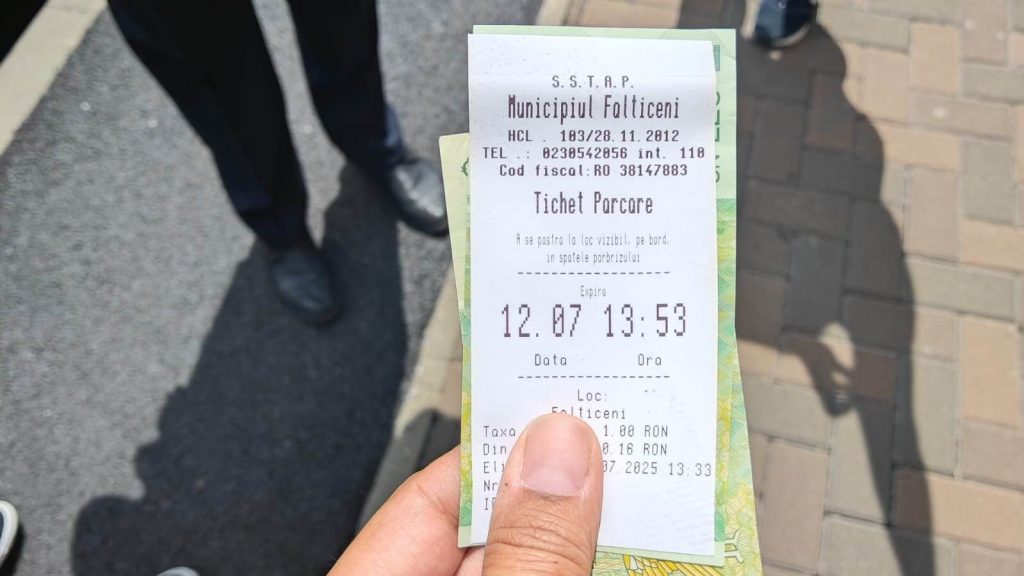 S.S.T.A.P.
Municipiul Falticeni
HCL . 103/28.11.2012
TEL .: 0230542056 int. 110
Cod fiscal:RO 38147883
Tichet Parcare
A se pastra la loc vizibil, pe bord,
in spatele parbrizului
Expira
12.07 13:53
Data Ora
Loc:
Falticeni
Taxa 1.00 RON
Din 0.16 RON
Eli .07.2025 13:33
Nr